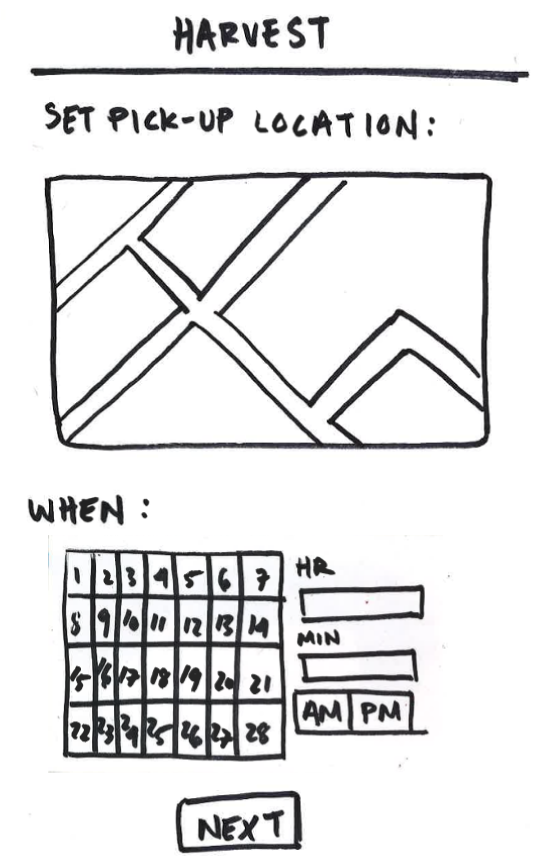 HARVEST
SET PICK-UP LOCATION:
WHEN:
1 2 3 4 5 6 7
8 9 10 11 12 13 14
15 16 17 18 19 20 21
22 23 24 25 26 27 28
HR
MIN
AM PM
NEXT